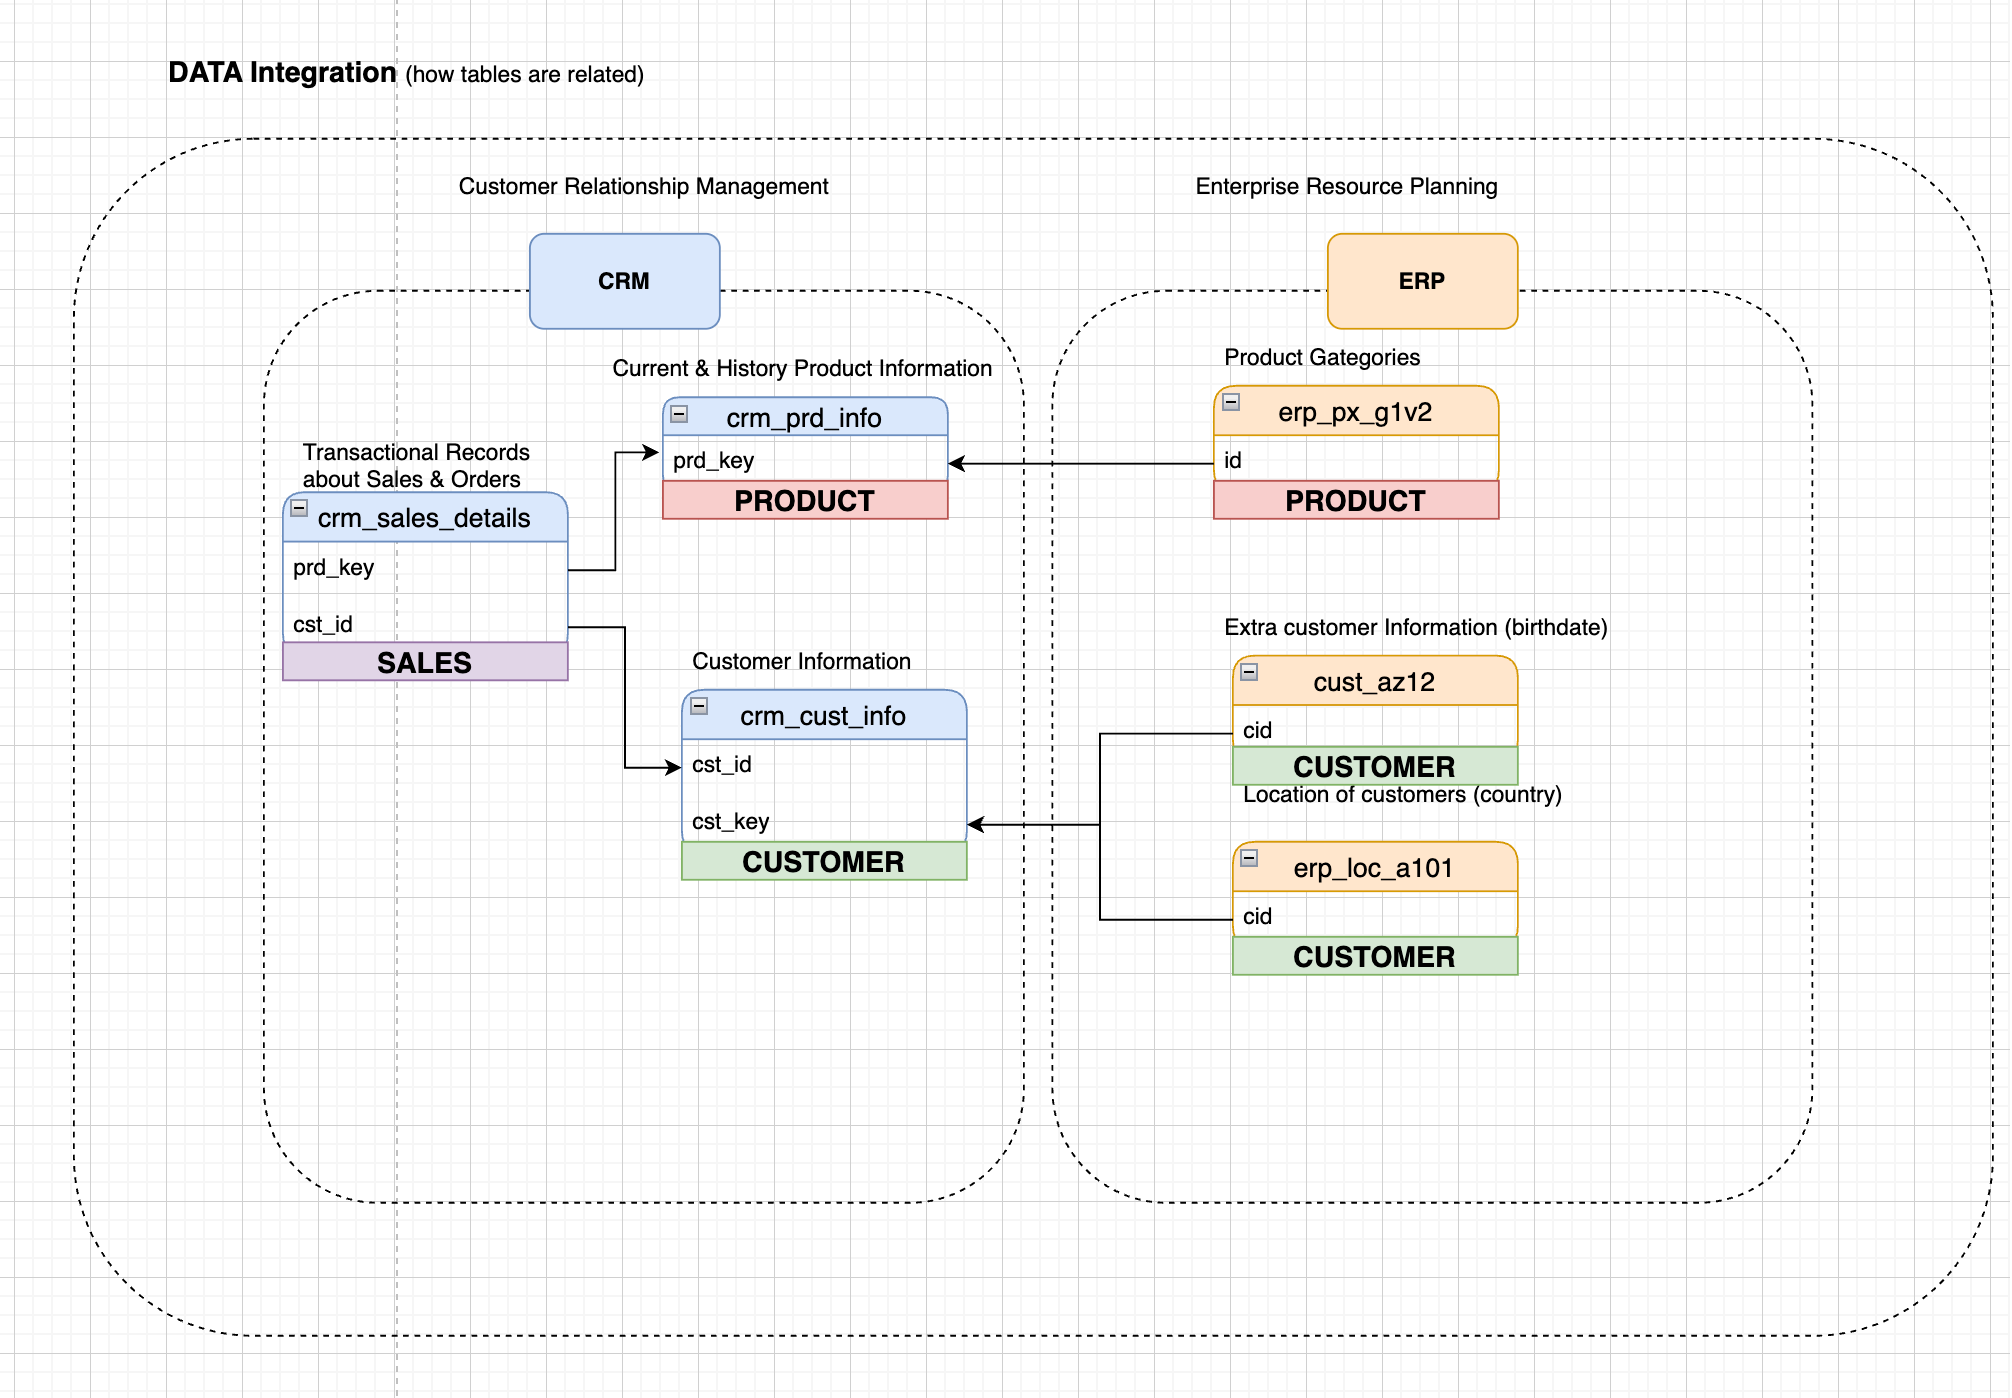 DATA Integration (how tables are related)
Customer Relationship Management
Enterprise Resource Planning
CRM
ERP
Current & History Product Information
crm_prd_info
prd_key
PRODUCT
Transactional Records
about Sales & Orders
crm_sales_details
prd_key
cst_id
SALES
Customer Information
crm_cust_info
cst_id
cst_key
CUSTOMER
Product Gategories
erp_px_g1v2
id
PRODUCT
Extra customer Information (birthdate)
cust_az12
cid
CUSTOMER
Location of customers (country)
erp_loc_a101
cid
CUSTOMER